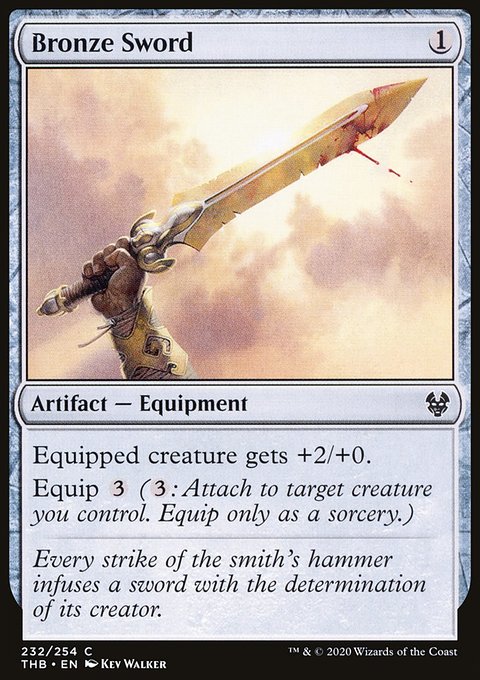 Bronze Sword 1
Artifact — Equipment
Equipped creature gets +2/+0.
Equip 3 (3: Attach to target creature
you control. Equip only as a sorcery.)
Every strike of the smith's hammer
infuses a sword with the determination
of its creator.
232/254 C
THB • EN Kev Walker
™ & © 2020 Wizards of the Coast